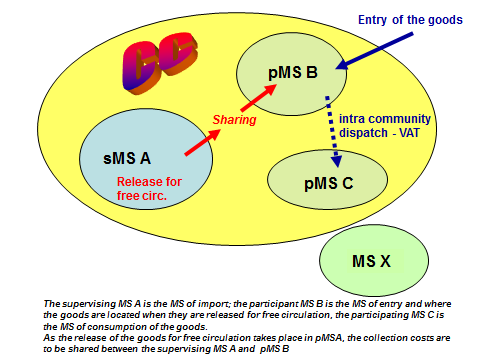 Entry of the goods
CC
pMS B
Sharing
intra community
dispatch - VAT
sMS A
Release for
free circ.
pMS C
MS X
The supervising MS A is the MS of import; the participant MS B is the MS of entry and where
the goods are located when they are released for free circulation, the participating MS C is
the MS of consumption of the goods.
As the release of the goods for free circulation takes place in pMSA, the collection costs are
to be shared between the supervising MS A and pMS B